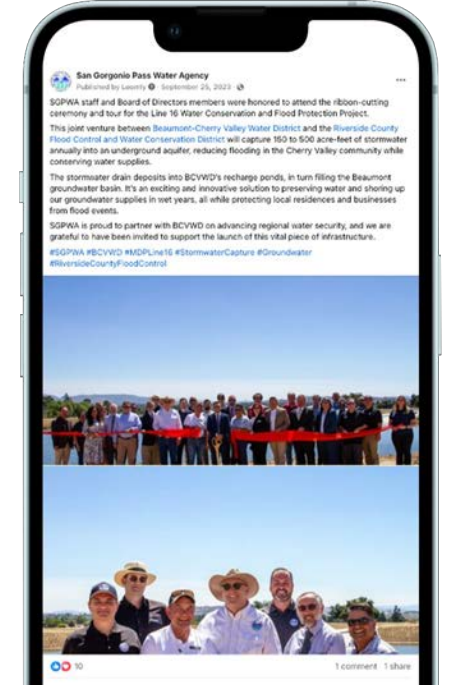 San Gorgonio Pass Water Agency
Published by Loonity · September 25, 2023
SGPWA staff and Board of Directors members were honored to attend the ribbon-cutting
ceremony and tour for the Line 16 Water Conservation and Flood Protection Project.
This joint venture between Beaumont-Cherry Valley Water District and the Riverside County
Flood Control and Water Conservation District will capture 150 to 500 acre-feet of stormwater
annually into an underground aquifer, reducing flooding in the Cherry Valley community while
conserving water supplies.
The stormwater drain deposits into BCVWD's recharge ponds, in turn filling the Beaumont
groundwater basin. It's an exciting and innovative solution to preserving water and shoring up
our groundwater supplies in wet years, all while protecting local residences and businesses
from flood events.
SGPWA is proud to partner with BCVWD on advancing regional water security, and we are
grateful to have been invited to support the launch of this vital piece of infrastructure.
#SGPWA #BCVWD #MDPLine16 #StormwaterCapture #Groundwater
#RiversideCountyFloodControl
10
1 comment 1 share